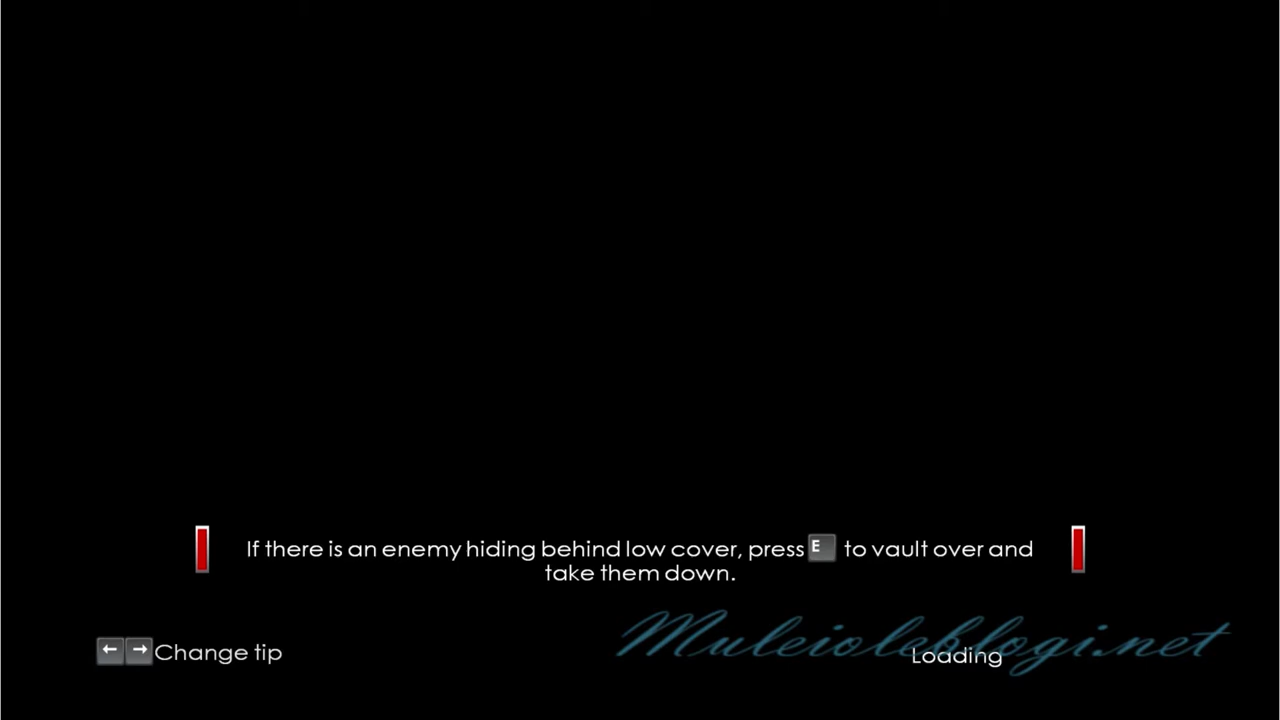 If there is an enemy hiding behind low cover, press E to vault over and
take them down.
← → Change tip
Loading
Muleioleblogi.net